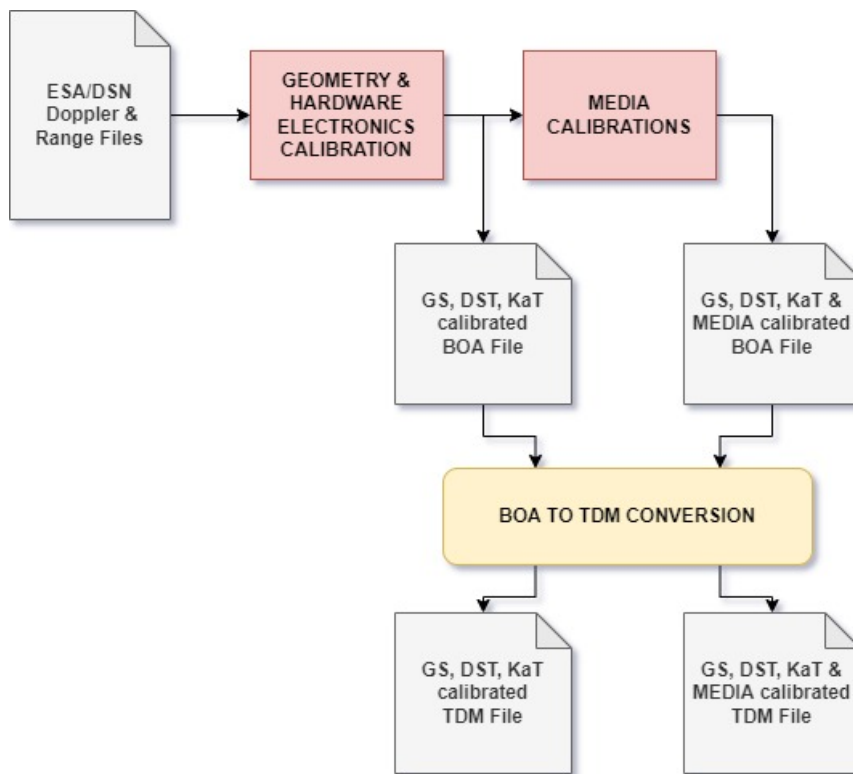 ESA/DSN
Doppler &
Range Files
GEOMETRY &
HARDWARE
ELECTRONICS
CALIBRATION
MEDIA
CALIBRATIONS
GS, DST, KaT
calibrated
BOA File
GS, DST, KaT &
MEDIA calibrated
BOA File
BOA TO TDM CONVERSION
GS, DST, KaT
calibrated
TDM File
GS, DST, KaT &
MEDIA calibrated
TDM File